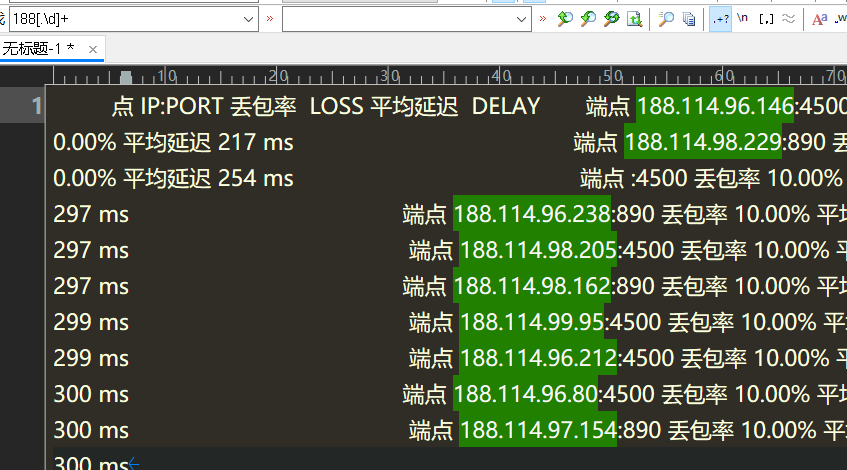 188[.\d]+
.+? \n [,] Aa .w
无标题-1 * ×
10 20 30 40 50 60 70
1 点 IP:PORT 丢包率 LOSS 平均延迟 DELAY 端点 188.114.96.146:4500
0.00% 平均延迟 217 ms 端点 188.114.98.229:890 丢
0.00% 平均延迟 254 ms 端点 :4500 丢包率 10.00%
297 ms 端点 188.114.96.238:890 丢包率 10.00% 平均
297 ms 端点 188.114.98.205:4500 丢包率 10.00% 平
297 ms 端点 188.114.98.162:890 丢包率 10.00% 平均
299 ms 端点 188.114.99.95:4500 丢包率 10.00% 平
299 ms 端点 188.114.96.212:4500 丢包率 10.00% 平
300 ms 端点 188.114.96.80:4500 丢包率 10.00% 平均
300 ms 端点 188.114.97.154:890 丢包率 10.00% 平
300 ms